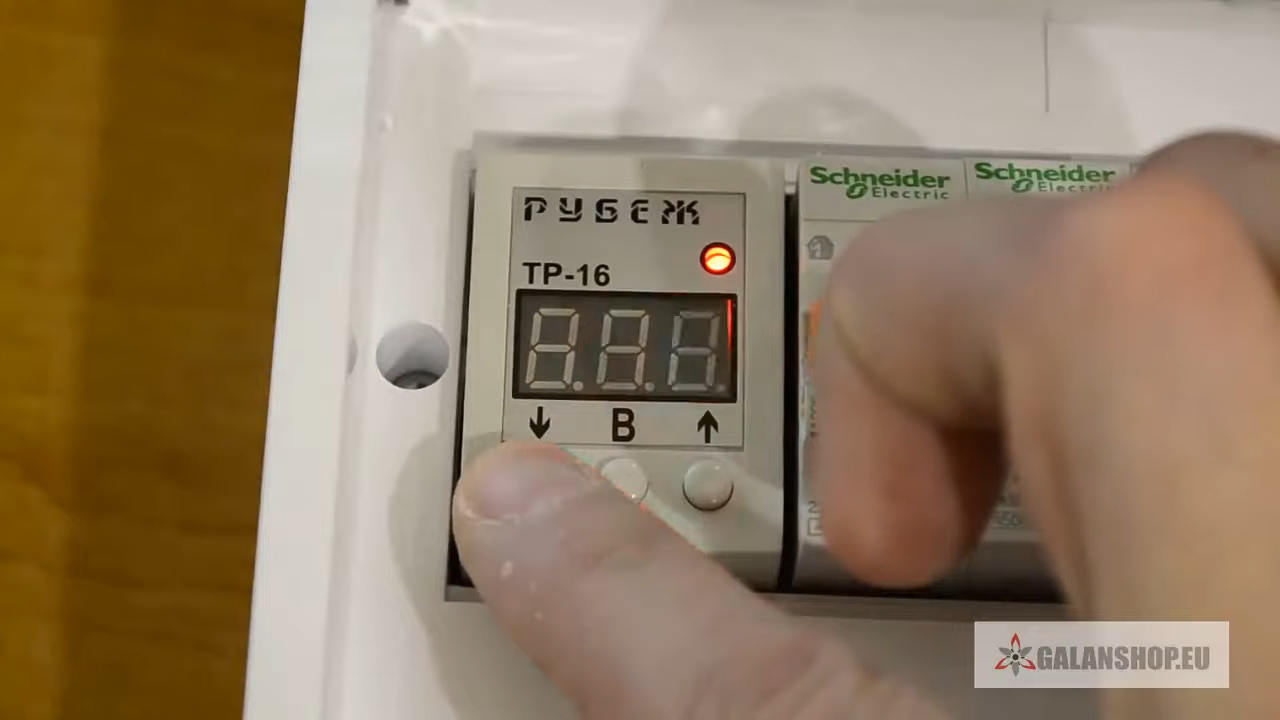 РУБЕЖ
TP-16
↓ B ↑
Schneider
Electric
Schneider
Electric
GALANSHOP.EU